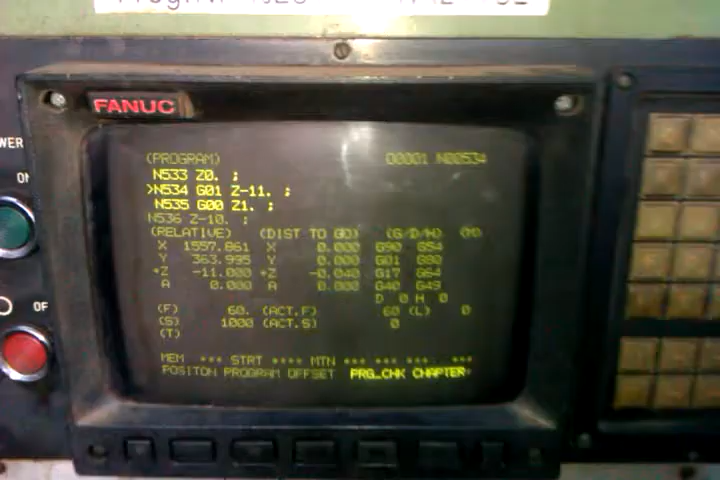 FANUC
WER
ON
OF
(PROGRAM) O0001 N00534
N533 Z0. ;
>N534 G01 Z-11. ;
N535 G00 Z1. ;
N536 Z-10. ;
(RELATIVE) (DIST TO GO) (G/D/H) (M)
X 1557.861 X 0.000 G90 G54
Y 363.995 Y 0.000 G01 G80
*Z -11.000 *Z -0.040 G17 G64
A 0.000 A 0.000 G40 G49
D 0 H 0
(F) 60. (ACT.F) 60 (L) 0
(S) 1000 (ACT.S) 0
(T)
MEM *** STRT **** MTN *** *** *** ***
POSITON PROGRAM OFFSET PRG_CHK CHAPTER